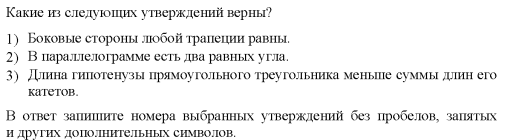 Какие из следующих утверждений верны?
1) Боковые стороны любой трапеции равны.
2) В параллелограмме есть два равных угла.
3) Длина гипотенузы прямоугольного треугольника меньше суммы длин его
катетов.
В ответ запишите номера выбранных утверждений без пробелов, запятых
и других дополнительных символов.